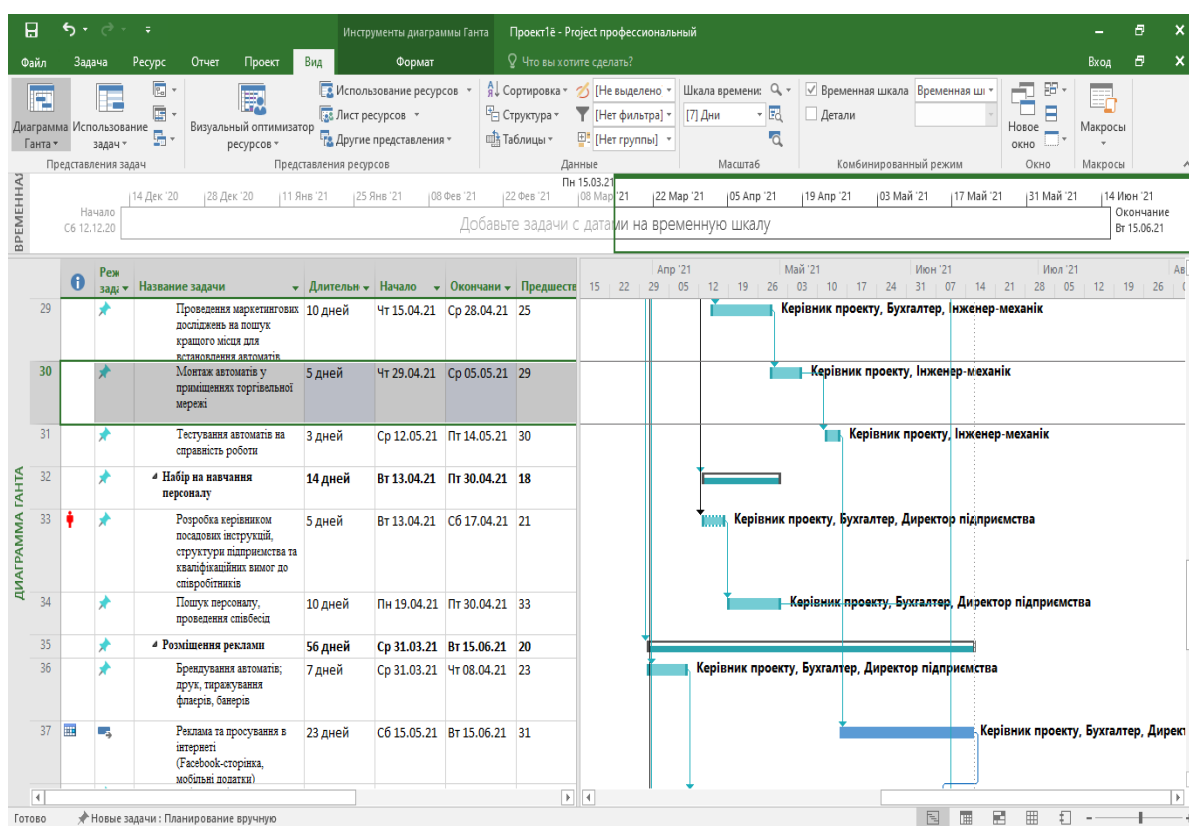 Инструменты диаграммы Ганта
Проект1ё - Project профессиональный
Файл Задача Ресурс Отчет Проект Вид Формат Что вы хотите сделать? Вход
Диаграмма Ганта
Использование задач
Визуальный оптимизатор ресурсов
Использование ресурсов
Лист ресурсов
Другие представления
Сортировка
Структура
Таблицы
[Не выделено
[Нет фильтра]
[Нет группы]
Шкала времени:
[7] Дни
Временная шкала Временная шк
Детали
Новое окно
Макросы
Представления задач Представления ресурсов Данные Масштаб Комбинированный режим Окно Макросы
ВРЕМЕННАЯ
Пн 15.03.21
14 Дек '20 28 Дек '20 11 Янв '21 25 Янв '21 08 Фев '21 22 Фев '21 08 Мар '21 22 Мар '21 05 Апр '21 19 Апр '21 03 Май '21 17 Май '21 31 Май '21 14 Июн '21
Начало
Сб 12.12.20
Добавьте задачи с датами на временную шкалу
Окончание
Вт 15.06.21
ДИАГРАММА ГАНТА
Реж зада Название задачи Длительн Начало Окончани Предшеств
Апр '21 Май '21 Июн '21 Июл '21 Ав
15 22 29 05 12 19 26 03 10 17 24 31 07 14 21 28 05 12 19 26
29 Проведення маркетингових досліджень на пошук кращого місця для встановлення автоматів 10 дней Чт 15.04.21 Ср 28.04.21 25
Керівник проекту, Бухгалтер, Інженер-механік
30 Монтаж автоматів у приміщеннях торгівельної мережі 5 дней Чт 29.04.21 Ср 05.05.21 29
Керівник проекту, Інженер-механік
31 Тестування автоматів на справність роботи 3 дней Ср 12.05.21 Пт 14.05.21 30
Керівник проекту, Інженер-механік
32 Набір на навчання персоналу 14 дней Вт 13.04.21 Пт 30.04.21 18
33 Розробка керівником посадових інструкцій, структури підприємства та кваліфікаційних вимог до співробітників 5 дней Вт 13.04.21 Сб 17.04.21 21
Керівник проекту, Бухгалтер, Директор підприємства
34 Пошук персоналу, проведення співбесід 10 дней Пн 19.04.21 Пт 30.04.21 33
Керівник проекту, Бухгалтер, Директор підприємства
35 Розміщення реклами 56 дней Ср 31.03.21 Вт 15.06.21 20
36 Брендування автоматів; друк, тиражування флаєрів, банерів 7 дней Ср 31.03.21 Чт 08.04.21 23
Керівник проекту, Бухгалтер, Директор підприємства
37 Реклама та просування в інтернеті (Facebook-сторінка, мобільні додатки) 23 дней Сб 15.05.21 Вт 15.06.21 31
Керівник проекту, Бухгалтер, Дирек
Готово Новые задачи : Планирование вручную